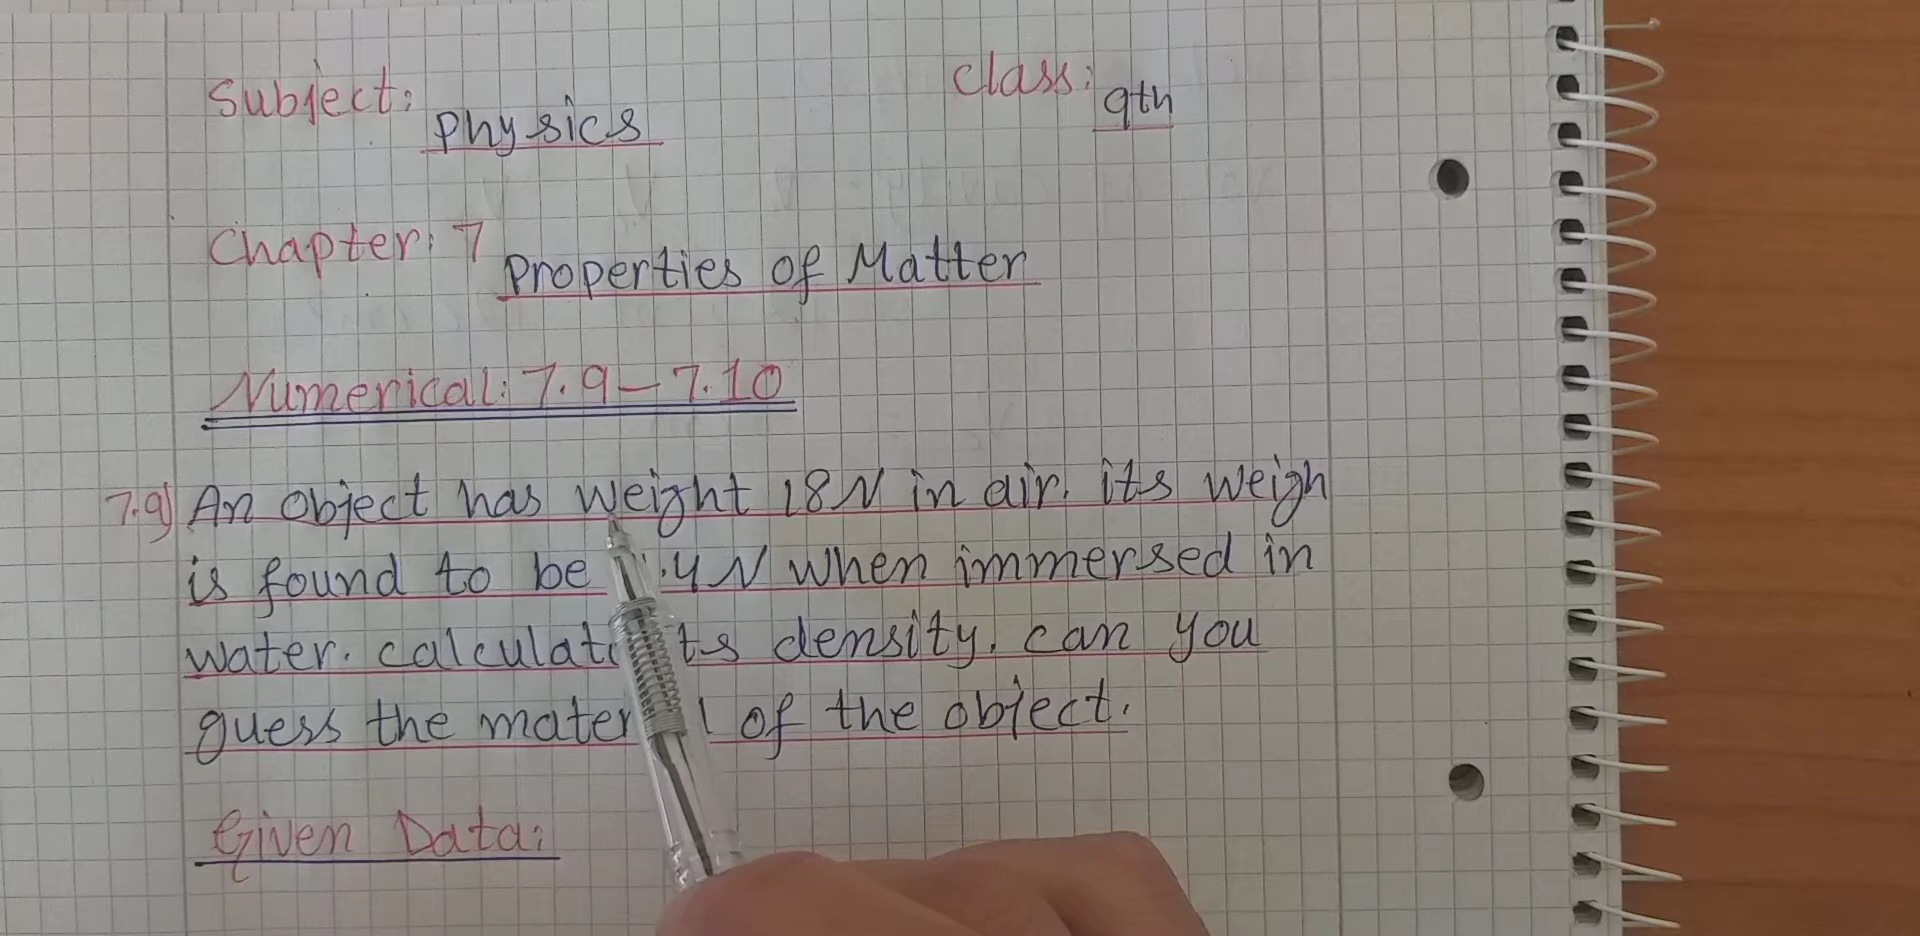 Subject: Physics Class: 9th
Chapter: 7 Properties of Matter
Numerical: 7.9-7.10
7.9) An object has weight 18N in air. its weigh
is found to be .4N when immersed in
water. calculat ts density. can you
guess the mater l of the object.
Given Data: